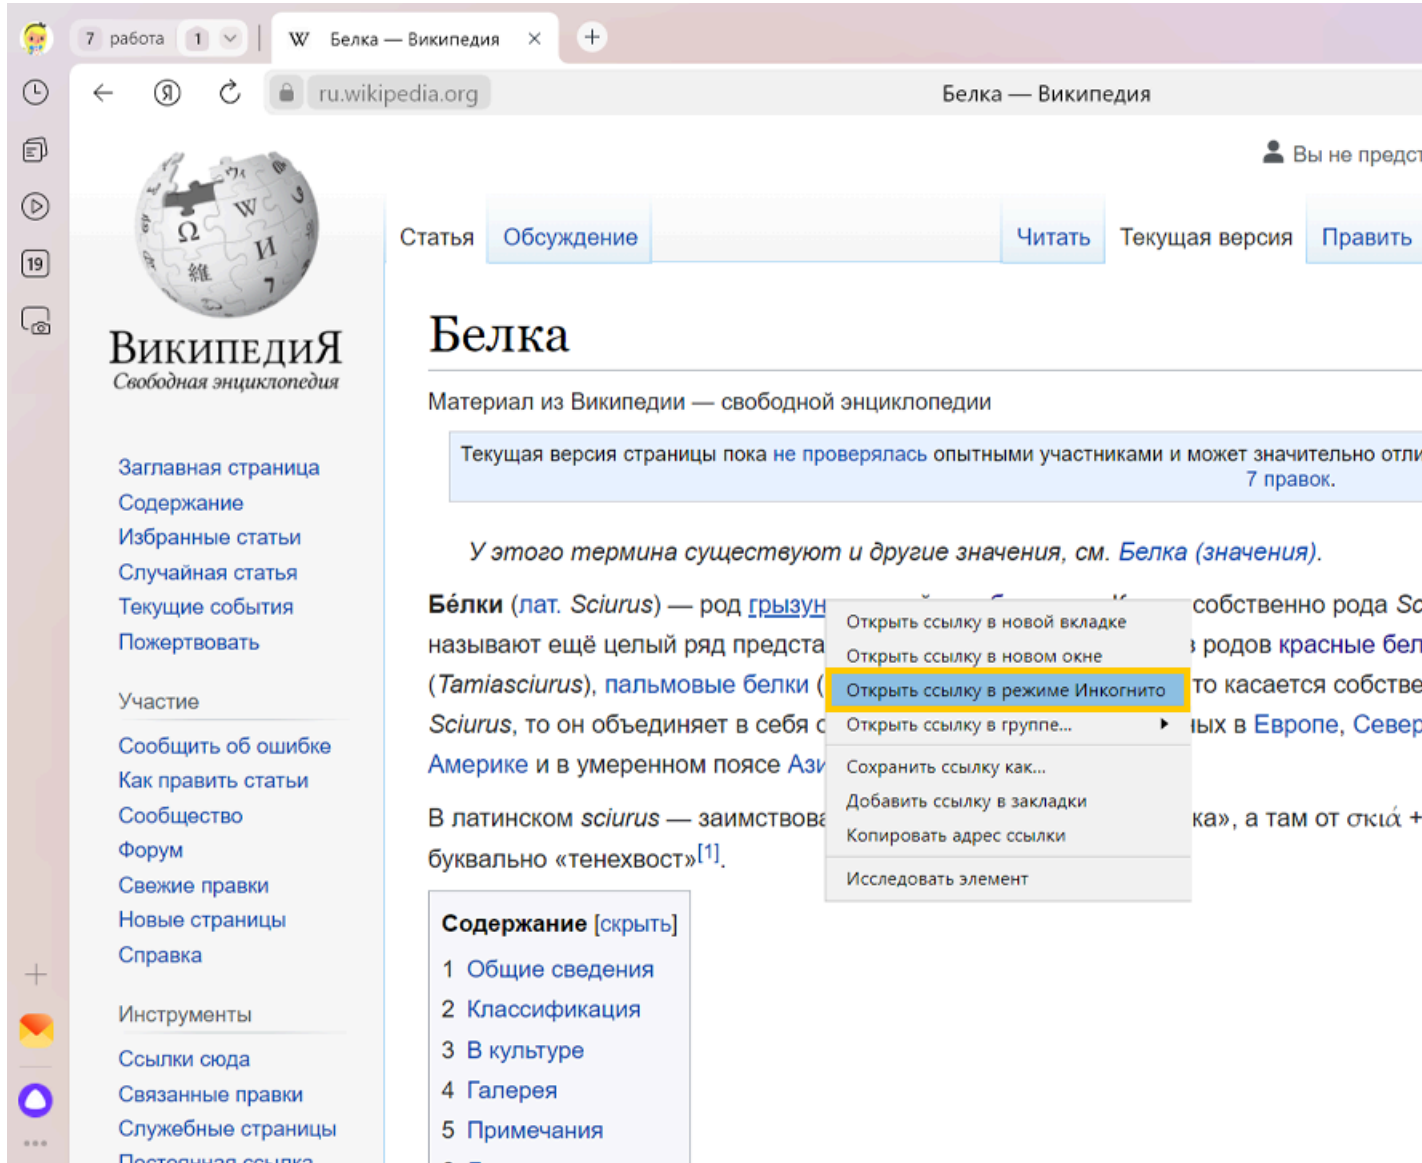 7 работа 1
W Белка — Википедия
ru.wikipedia.org
Белка — Википедия
19
Вы не предст
ВИКИПЕДИЯ
Свободная энциклопедия
Статья Обсуждение Читать Текущая версия Править
Белка
Материал из Википедии — свободной энциклопедии
Текущая версия страницы пока не проверялась опытными участниками и может значительно отли
7 правок.
У этого термина существуют и другие значения, см. Белка (значения).
Бе́лки (лат. Sciurus) — род грызун собственно рода Sc
называют ещё целый ряд предста родов красные бел
(Tamiasciurus), пальмовые белки ( то касается собстве
Sciurus, то он объединяет в себя ных в Европе, Север
Америке и в умеренном поясе Ази
В латинском sciurus — заимствова ка», а там от σκιά +
буквально «тенехвост»[1].
Открыть ссылку в новой вкладке
Открыть ссылку в новом окне
Открыть ссылку в режиме Инкогнито
Открыть ссылку в группе...
Сохранить ссылку как...
Добавить ссылку в закладки
Копировать адрес ссылки
Исследовать элемент
Содержание [скрыть]
1 Общие сведения
2 Классификация
3 В культуре
4 Галерея
5 Примечания
Заглавная страница
Содержание
Избранные статьи
Случайная статья
Текущие события
Пожертвовать
Участие
Сообщить об ошибке
Как править статьи
Сообщество
Форум
Свежие правки
Новые страницы
Справка
Инструменты
Ссылки сюда
Связанные правки
Служебные страницы
Постоянная ссылка